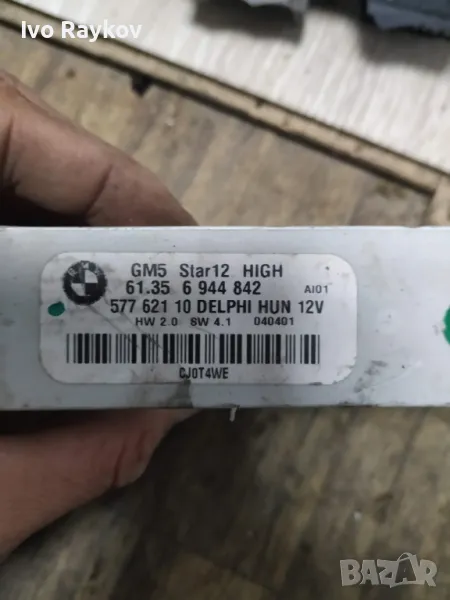 Ivo Raykov
GM5 Star12 HIGH
61.35 6 944 842 AI01
577 621 10 DELPHI HUN 12V
HW 2.0 SW 4.1 040401
CJ0T4WE
BAZAR